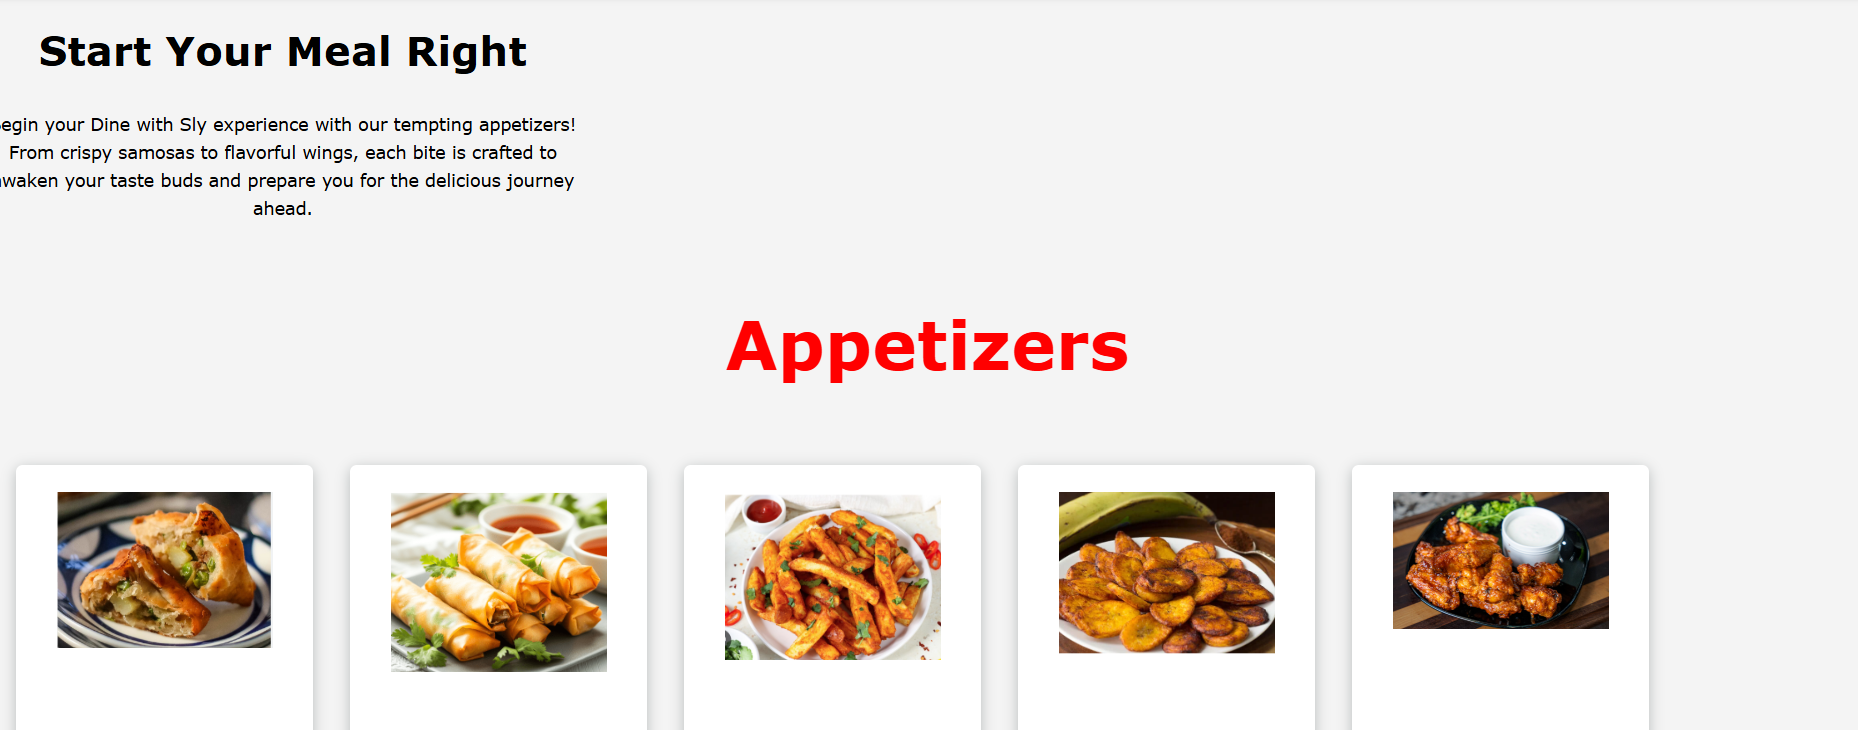 Start Your Meal Right
egin your Dine with Sly experience with our tempting appetizers!
From crispy samosas to flavorful wings, each bite is crafted to
waken your taste buds and prepare you for the delicious journey
ahead.
Appetizers